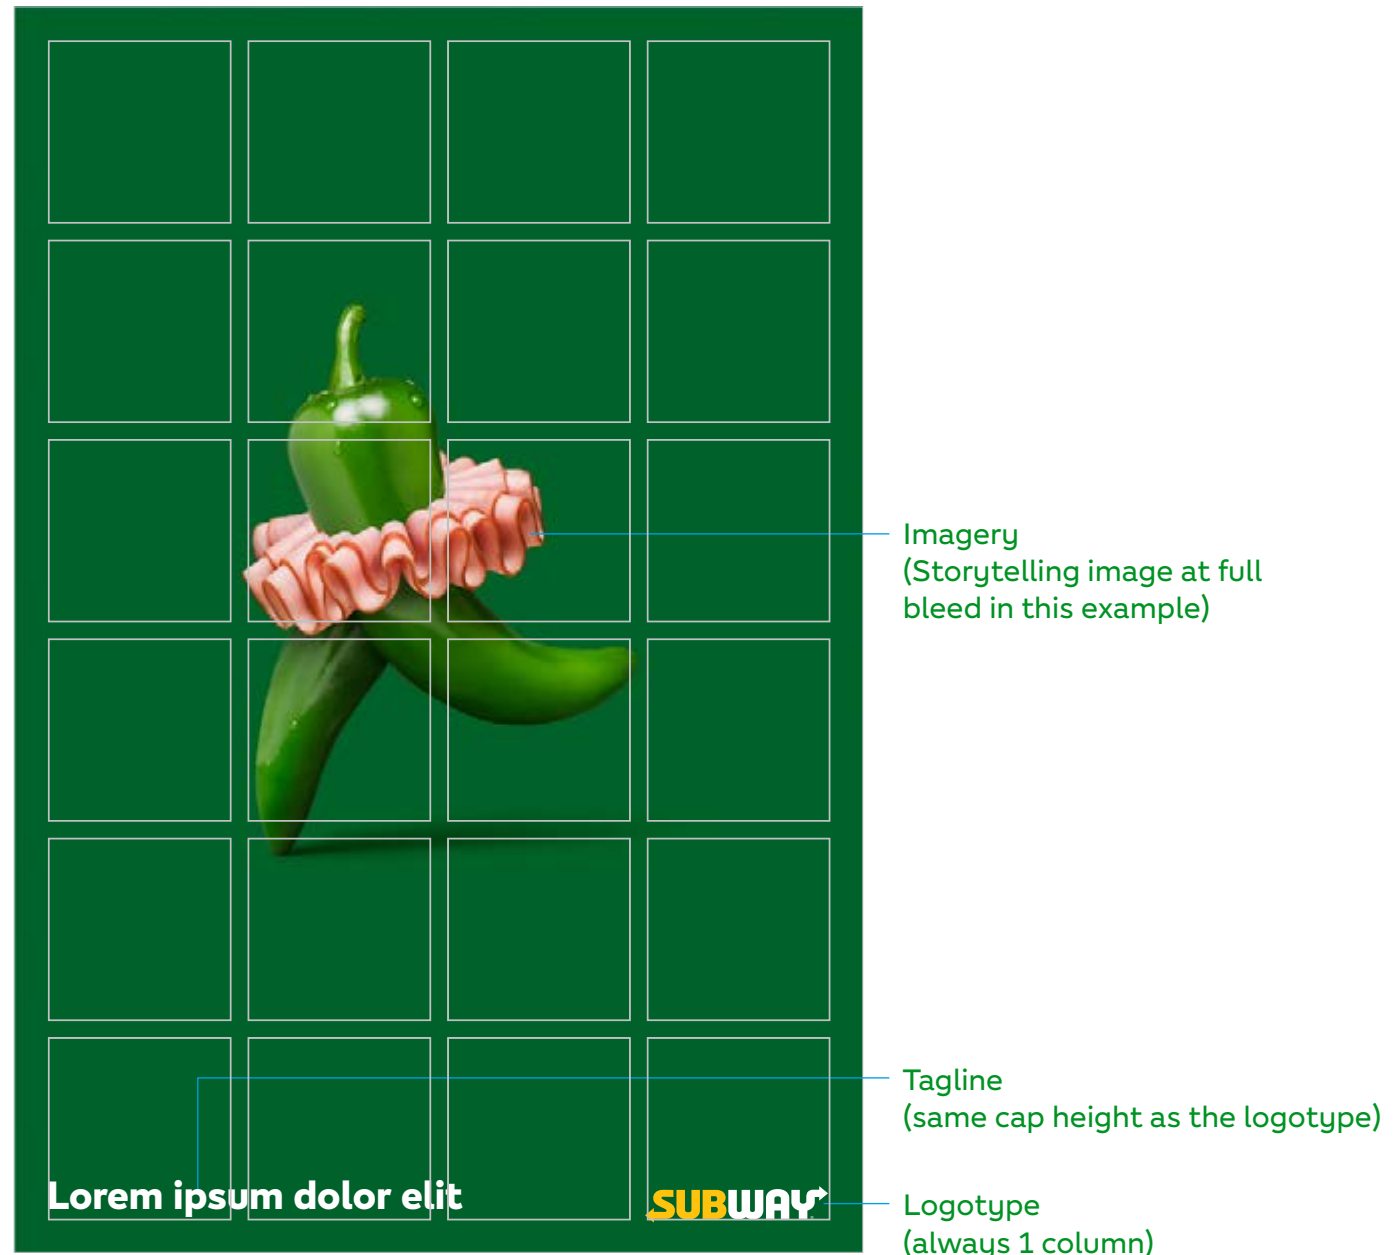 Imagery
(Storytelling image at full
bleed in this example)
Tagline
(same cap height as the logotype)
Lorem ipsum dolor elit
SUBWAY
Logotype
(always 1 column)